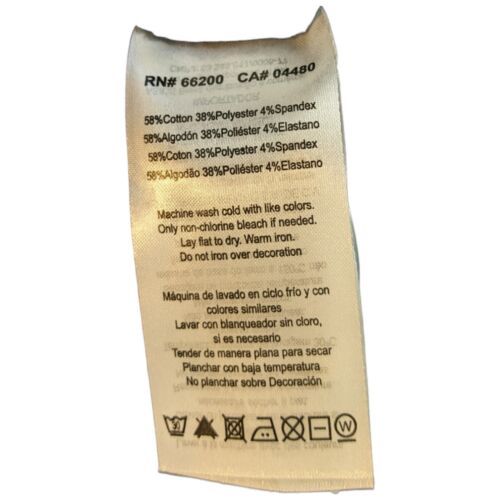 RN# 66200 CA# 04480
58%Cotton 38%Polyester 4%Spandex
58%Algodón 38%Poliéster 4%Elastano
58%Coton 38%Polyester 4%Spandex
58%Algodão 38%Poliéster 4%Elastano
Machine wash cold with like colors.
Only non-chlorine bleach if needed.
Lay flat to dry. Warm iron.
Do not iron over decoration
Máquina de lavado en ciclo frío y con
colores similares
Lavar con blanqueador sin cloro,
si es necesario
Tender de manera plana para secar
Planchar con baja temperatura
No planchar sobre Decoración
W